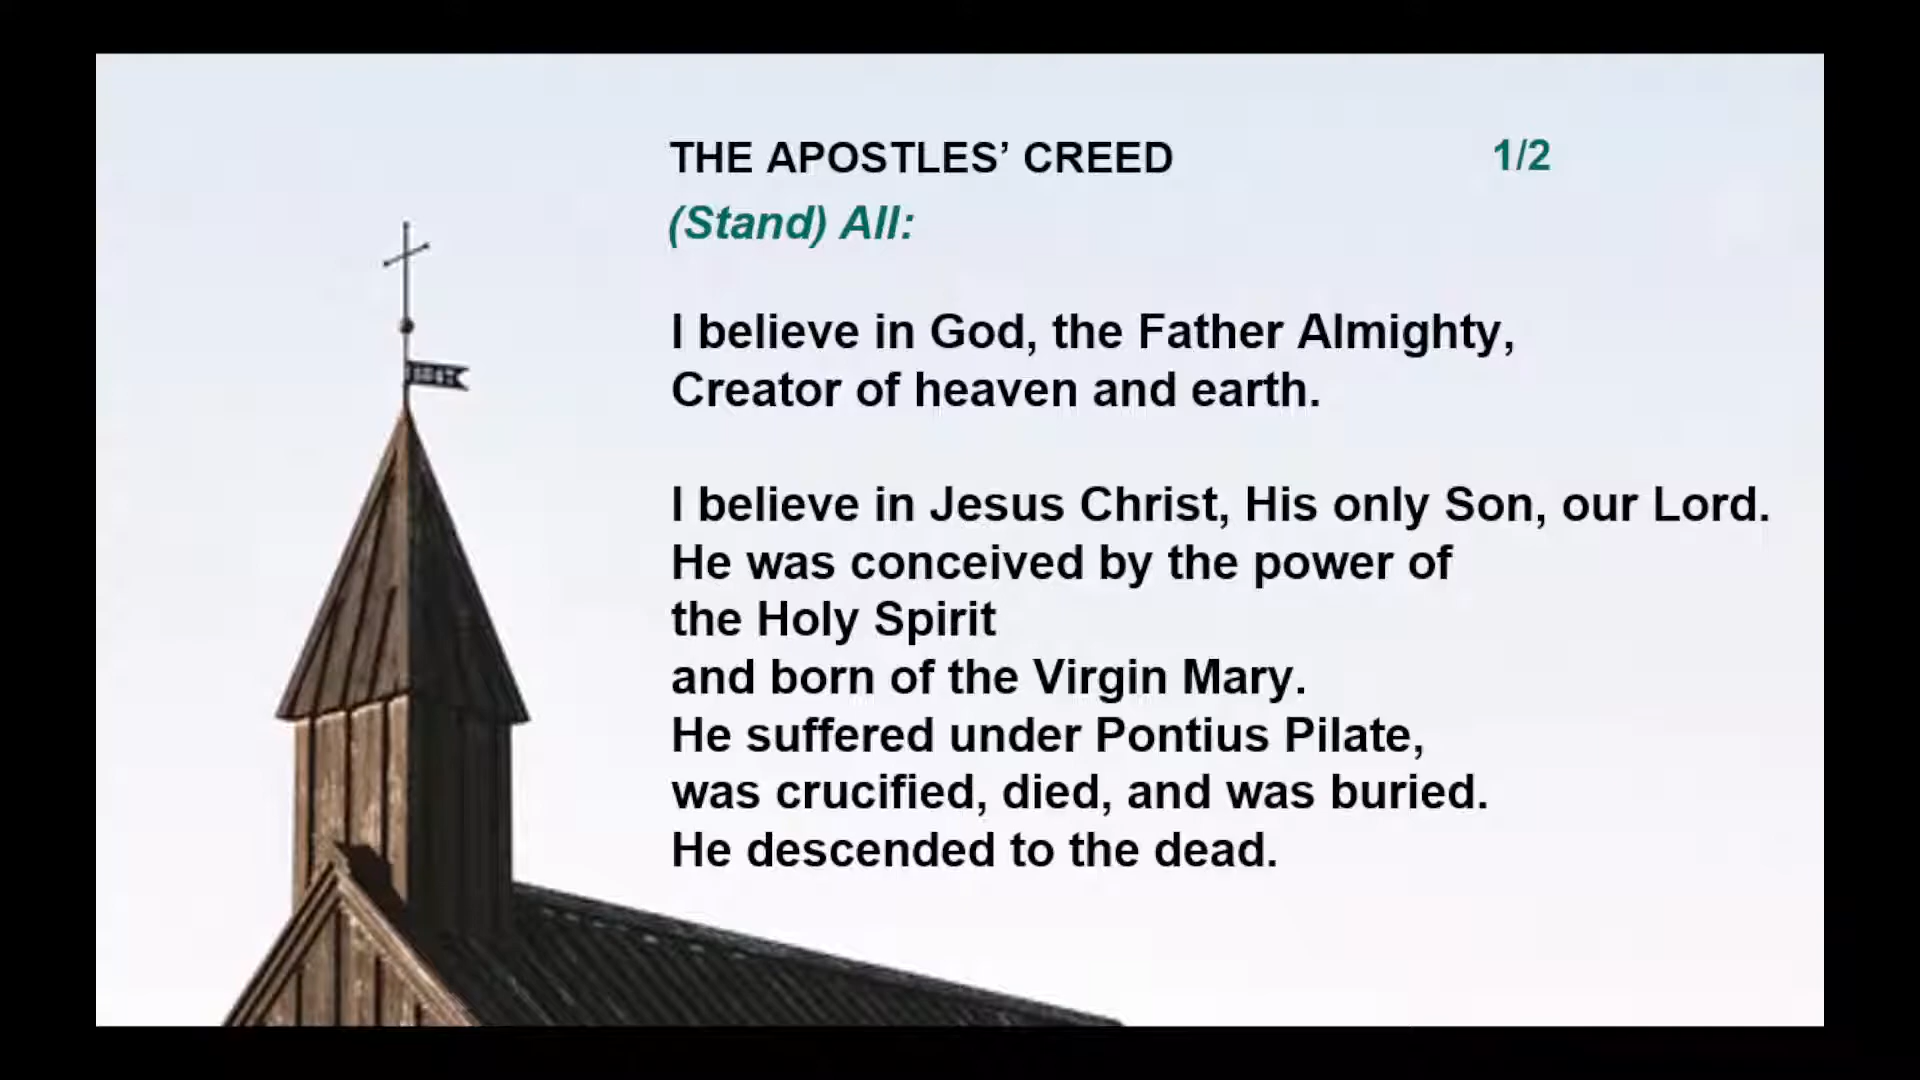 THE APOSTLES’ CREED 1/2
(Stand) All:
I believe in God, the Father Almighty,
Creator of heaven and earth.
I believe in Jesus Christ, His only Son, our Lord.
He was conceived by the power of
the Holy Spirit
and born of the Virgin Mary.
He suffered under Pontius Pilate,
was crucified, died, and was buried.
He descended to the dead.